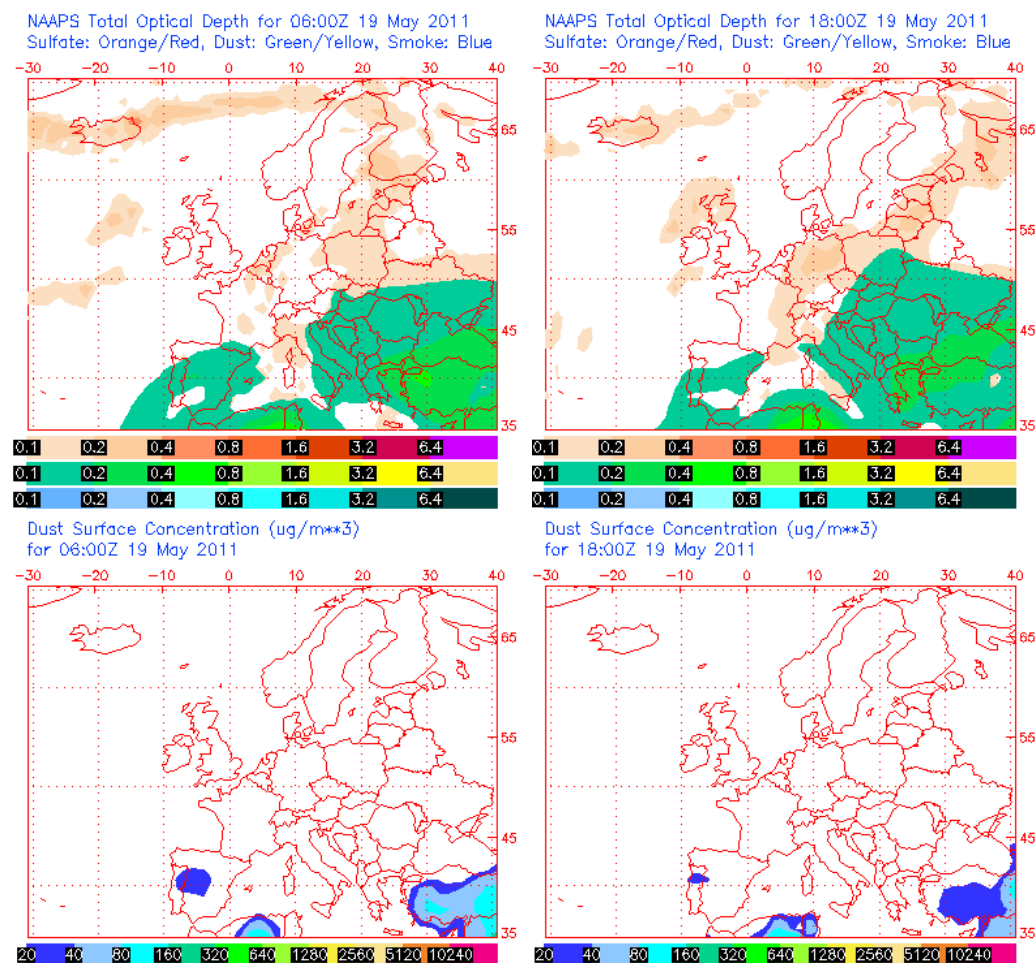 NAAPS Total Optical Depth for 06:00Z 19 May 2011
Sulfate: Orange/Red, Dust: Green/Yellow, Smoke: Blue
-30 -20 -10 0 10 20 30 40
65
55
45
35
0.1 0.2 0.4 0.8 1.6 3.2 6.4
0.1 0.2 0.4 0.8 1.6 3.2 6.4
0.1 0.2 0.4 0.8 1.6 3.2 6.4
NAAPS Total Optical Depth for 18:00Z 19 May 2011
Sulfate: Orange/Red, Dust: Green/Yellow, Smoke: Blue
-30 -20 -10 0 10 20 30 40
65
55
45
35
0.1 0.2 0.4 0.8 1.6 3.2 6.4
0.1 0.2 0.4 0.8 1.6 3.2 6.4
0.1 0.2 0.4 0.8 1.6 3.2 6.4
Dust Surface Concentration (ug/m**3)
for 06:00Z 19 May 2011
-30 -20 -10 0 10 20 30 40
65
55
45
35
20 40 80 160 320 640 1280 2560 5120 10240
Dust Surface Concentration (ug/m**3)
for 18:00Z 19 May 2011
-30 -20 -10 0 10 20 30 40
65
55
45
35
20 40 80 160 320 640 1280 2560 5120 10240